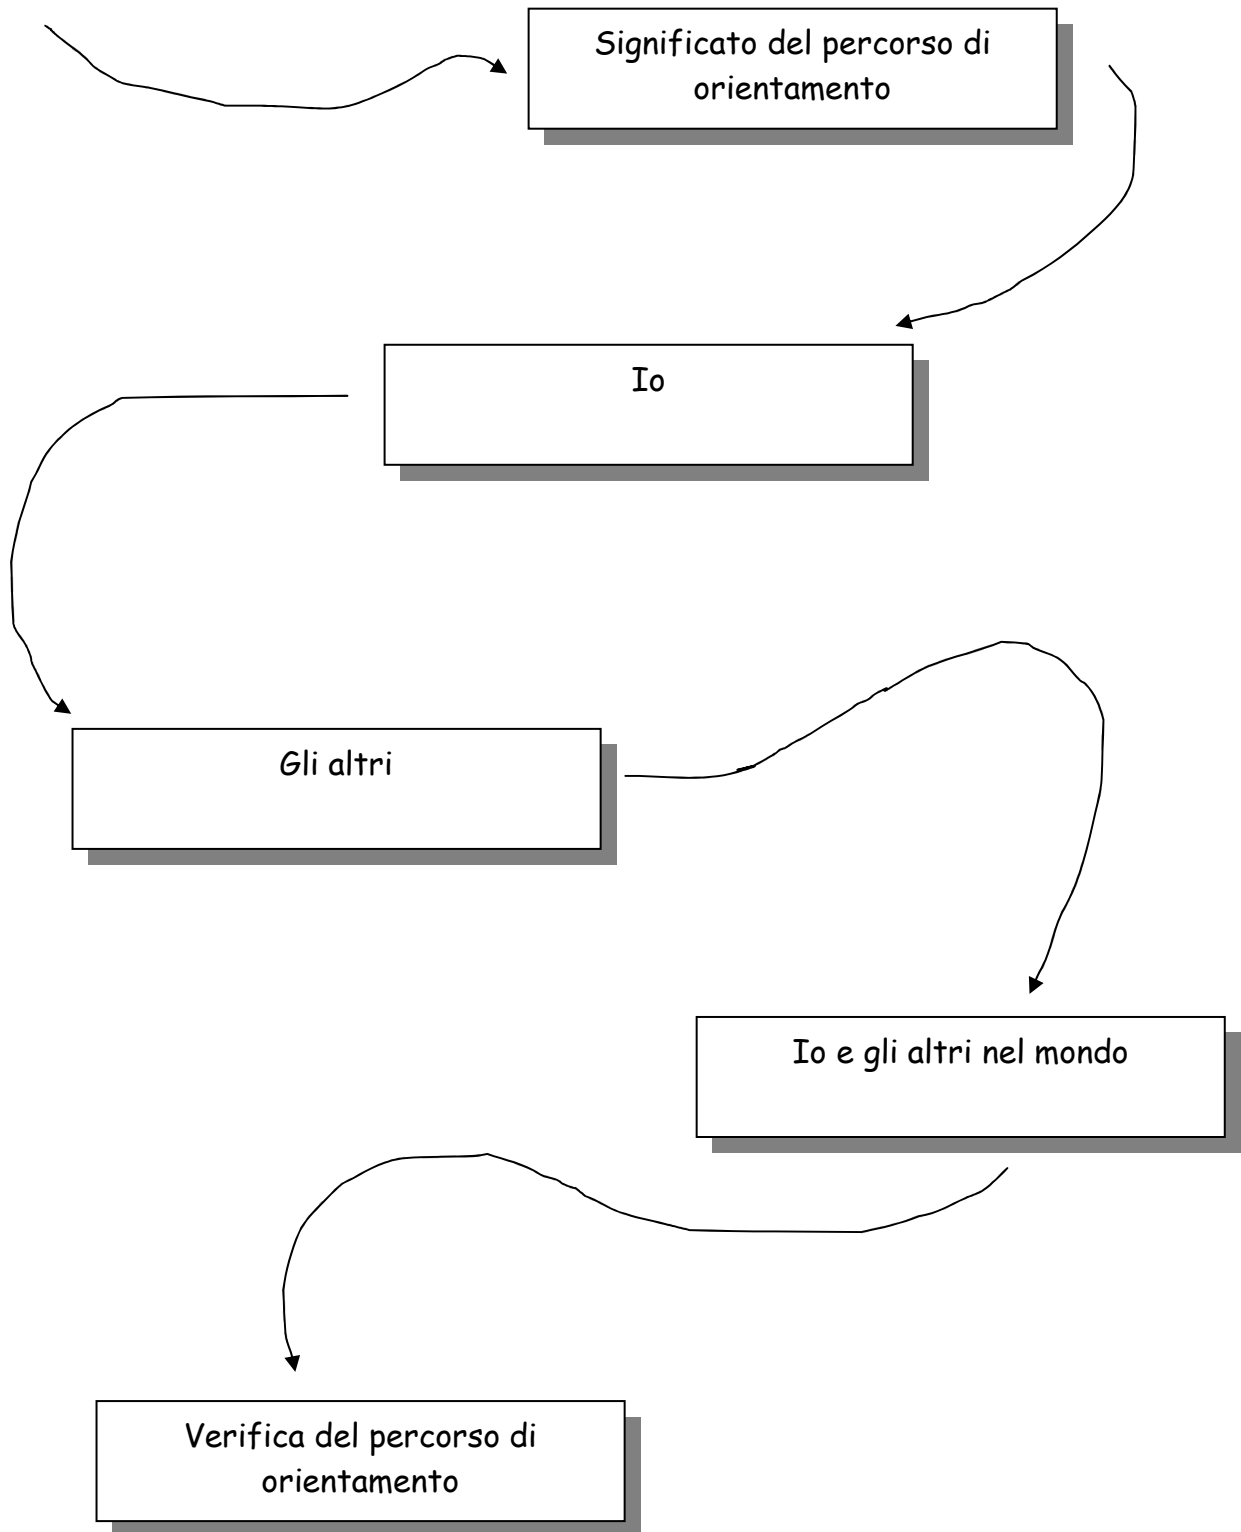 Significato del percorso di
orientamento
Io
Gli altri
Io e gli altri nel mondo
Verifica del percorso di
orientamento